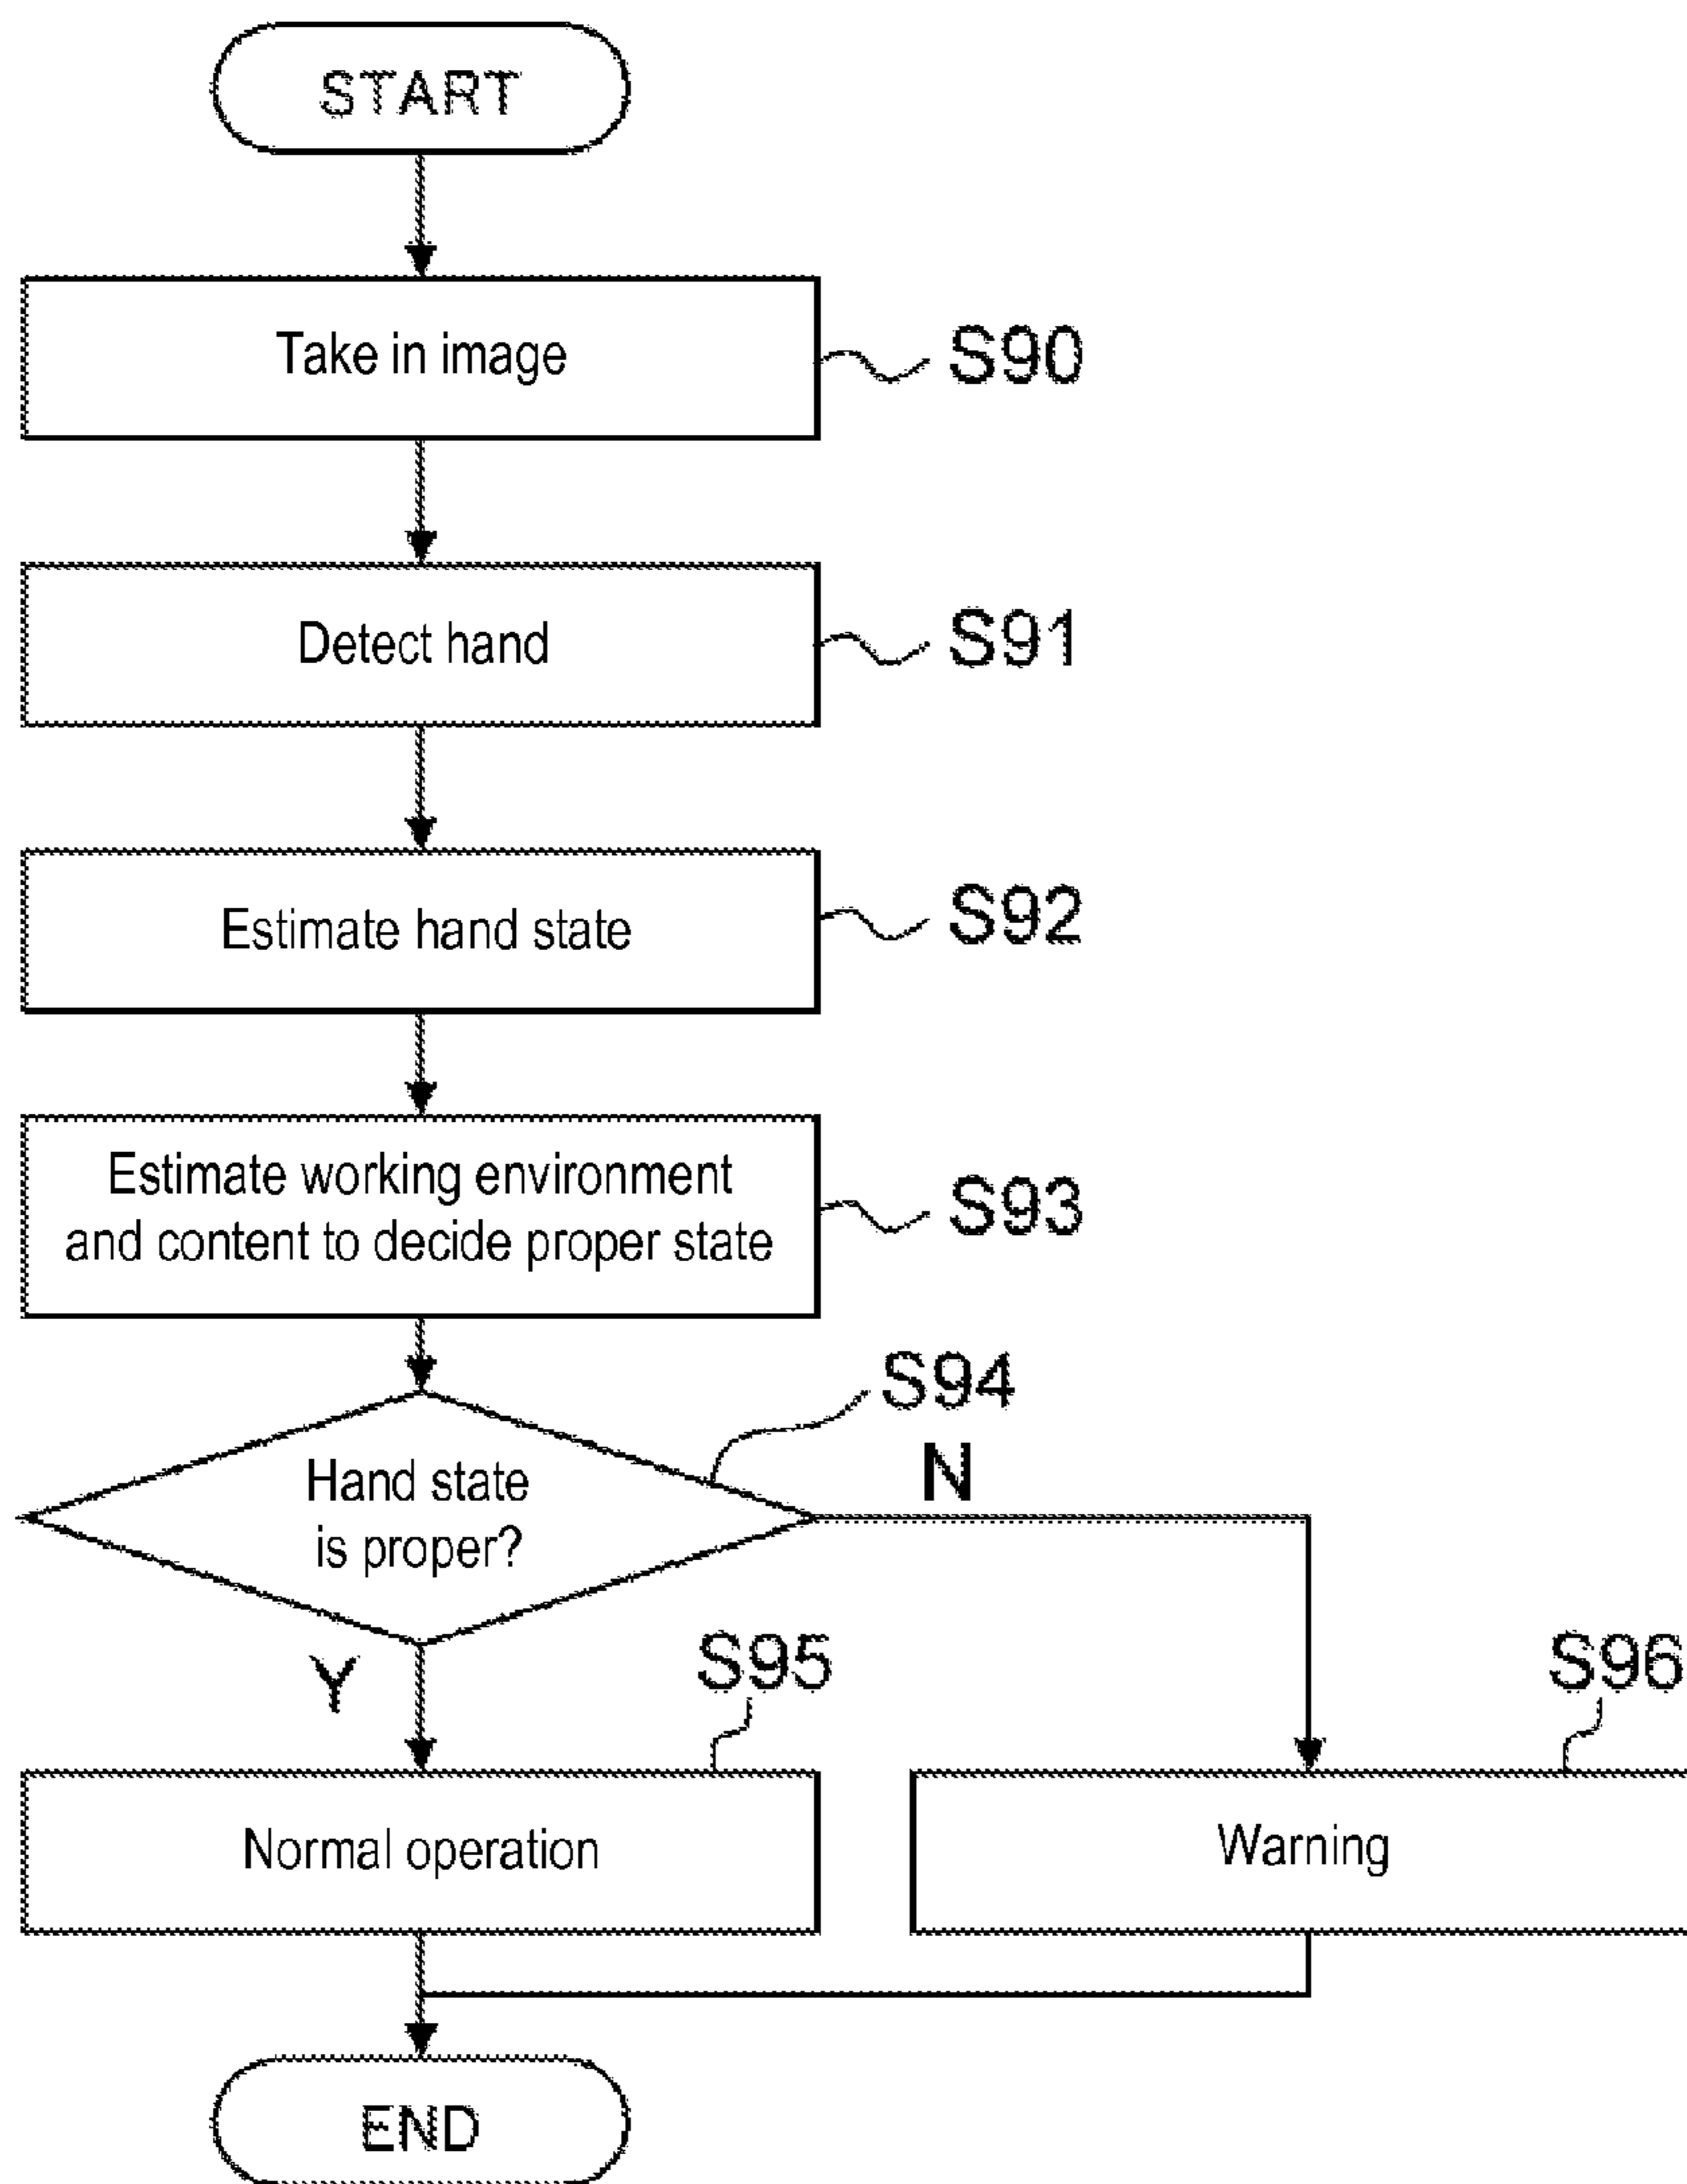 START
Take in image
S90
Detect hand
S91
Estimate hand state
S92
Estimate working environment
and content to decide proper state
S93
S94
Hand state
is proper?
N
Y
S95
S96
Normal operation
Warning
END